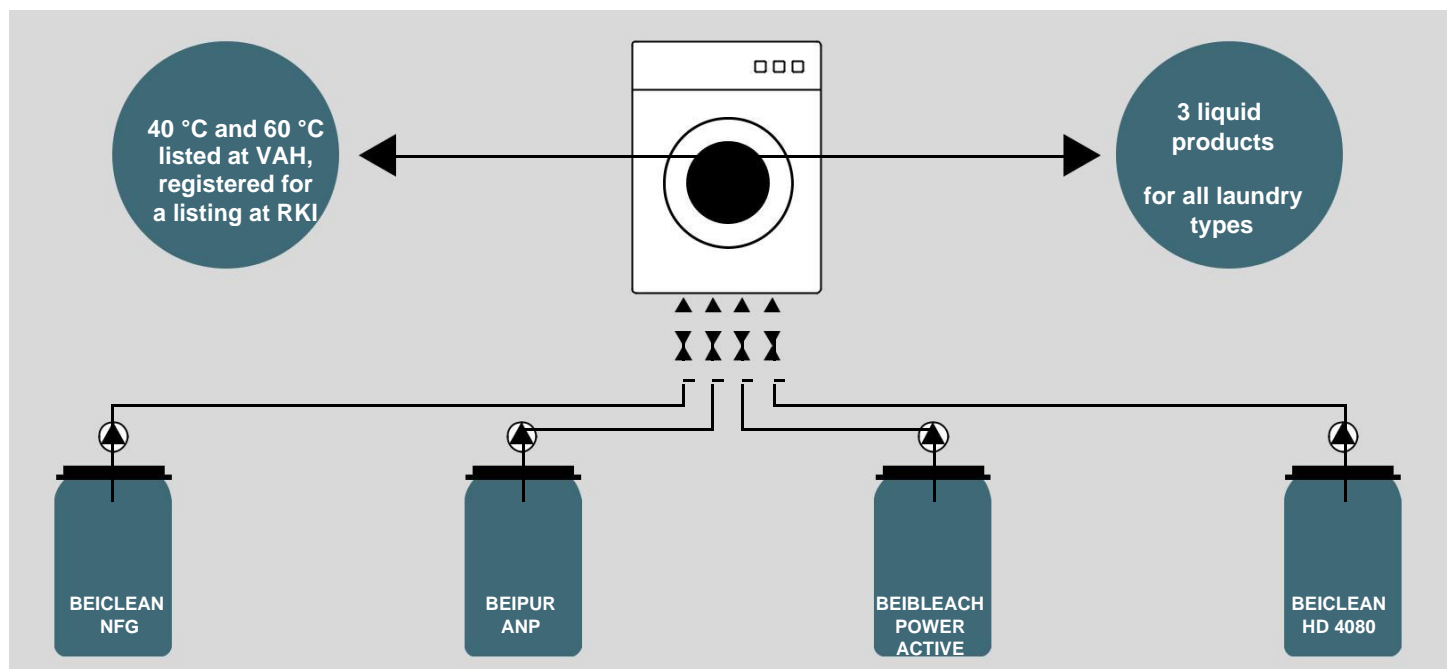 40 °C and 60 °C
listed at VAH,
registered for
a listing at RKI
3 liquid
products
for all laundry
types
BEICLEAN
NFG
BEIPUR
ANP
BEIBLEACH
POWER
ACTIVE
BEICLEAN
HD 4080